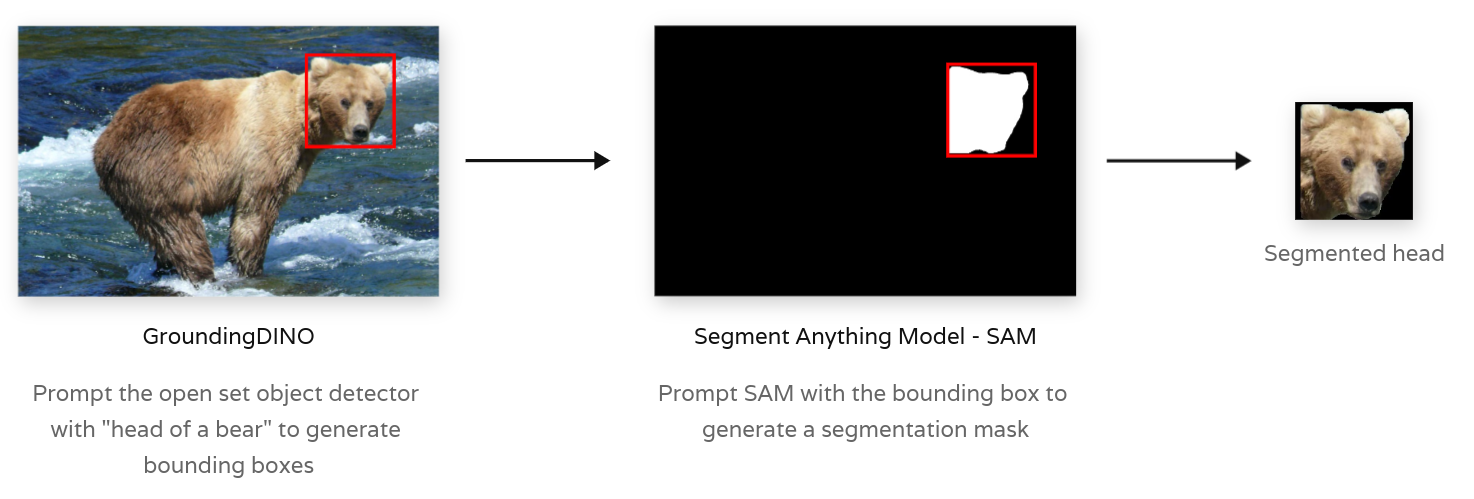 GroundingDINO
Prompt the open set object detector
with "head of a bear" to generate
bounding boxes
Segment Anything Model - SAM
Prompt SAM with the bounding box to
generate a segmentation mask
Segmented head